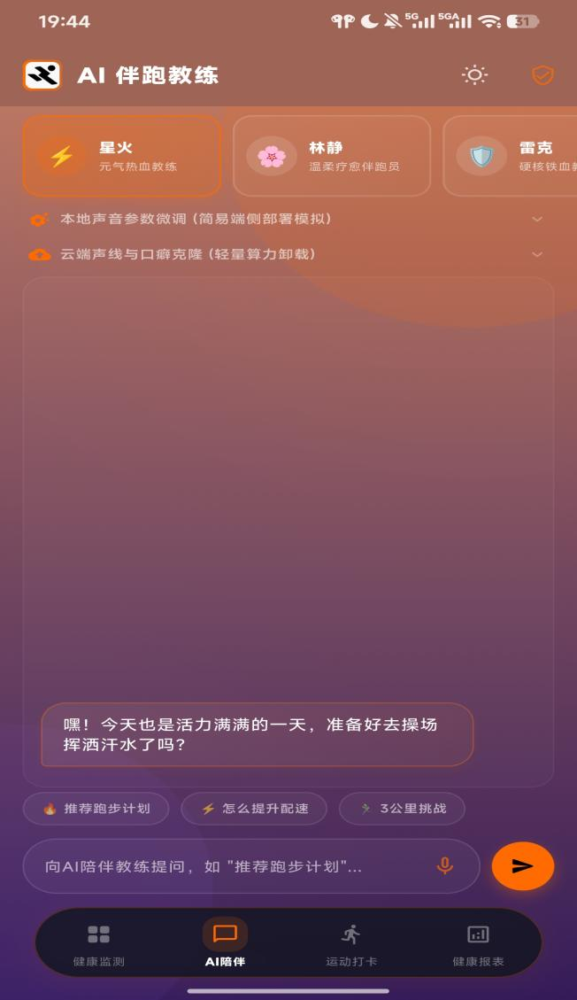 19:44
5G
5GA
31
AI 伴跑教练
星火
元气热血教练
林静
温柔疗愈伴跑员
雷克
硬核铁血
本地声音参数微调 (简易端侧部署模拟)
云端声线与口癖克隆 (轻量算力卸载)
嘿！今天也是活力满满的一天，准备好去操场
挥洒汗水了吗?
推荐跑步计划
怎么提升配速
3公里挑战
向AI陪伴教练提问，如 "推荐跑步计划"...
健康监测
AI陪伴
运动打卡
健康报表